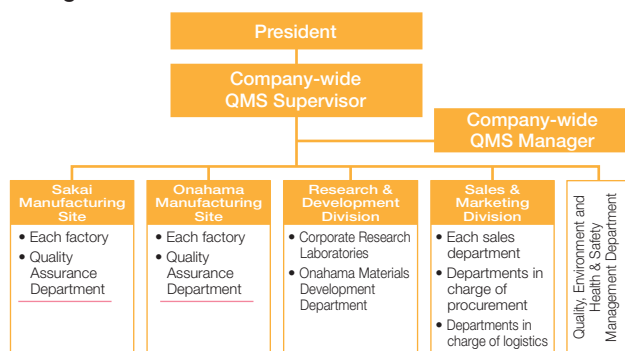 President
Company-wide
QMS Supervisor
Company-wide
QMS Manager
Sakai
Manufacturing
Site
• Each factory
• Quality
Assurance
Department
Onahama
Manufacturing
Site
• Each factory
• Quality
Assurance
Department
Research &
Development
Division
• Corporate Research
Laboratories
• Onahama Materials
Development
Department
Sales &
Marketing
Division
• Each sales
department
• Departments in
charge of
procurement
• Departments in
charge of logistics
Quality, Environment and
Health & Safety
Management Department